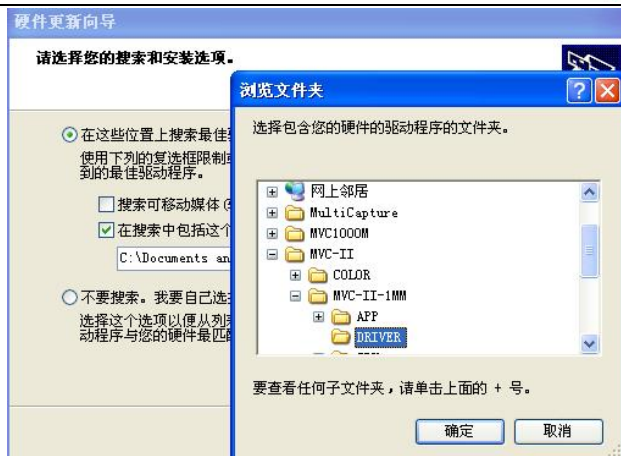 硬件更新向导
请选择您的搜索和安装选项。
在这些位置上搜索最佳
使用下列的复选框限制
到的最佳驱动程序。
搜索可移动媒体
在搜索中包括这个
C:\Documents an
不要搜索。我要自己选
选择这个选项以便从列
动程序与您的硬件最匹
浏览文件夹
选择包含您的硬件的驱动程序的文件夹。
网上邻居
MultiCapture
MVC1000M
MVC-II
COLOR
MVC-II-1MM
APP
DRIVER
要查看任何子文件夹，请单击上面的 + 号。
确定
取消